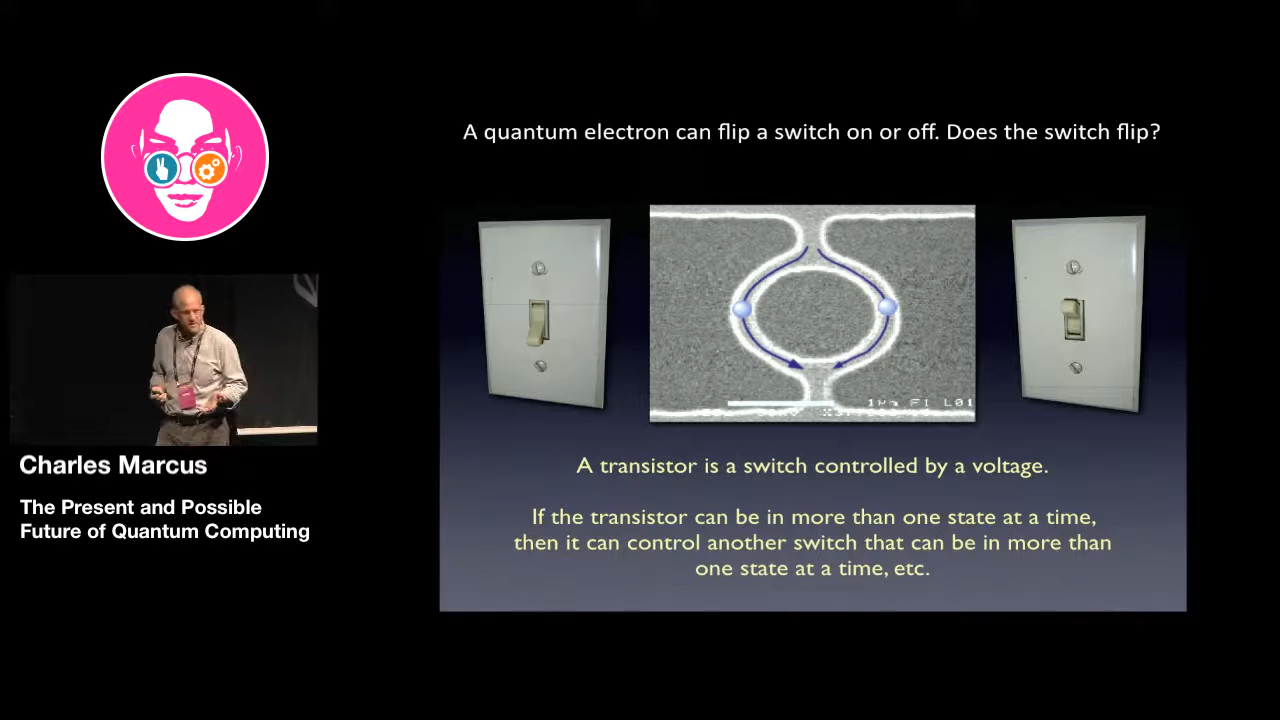 A quantum electron can flip a switch on or off. Does the switch flip?
Charles Marcus
The Present and Possible
Future of Quantum Computing
A transistor is a switch controlled by a voltage.
If the transistor can be in more than one state at a time,
then it can control another switch that can be in more than
one state at a time, etc.